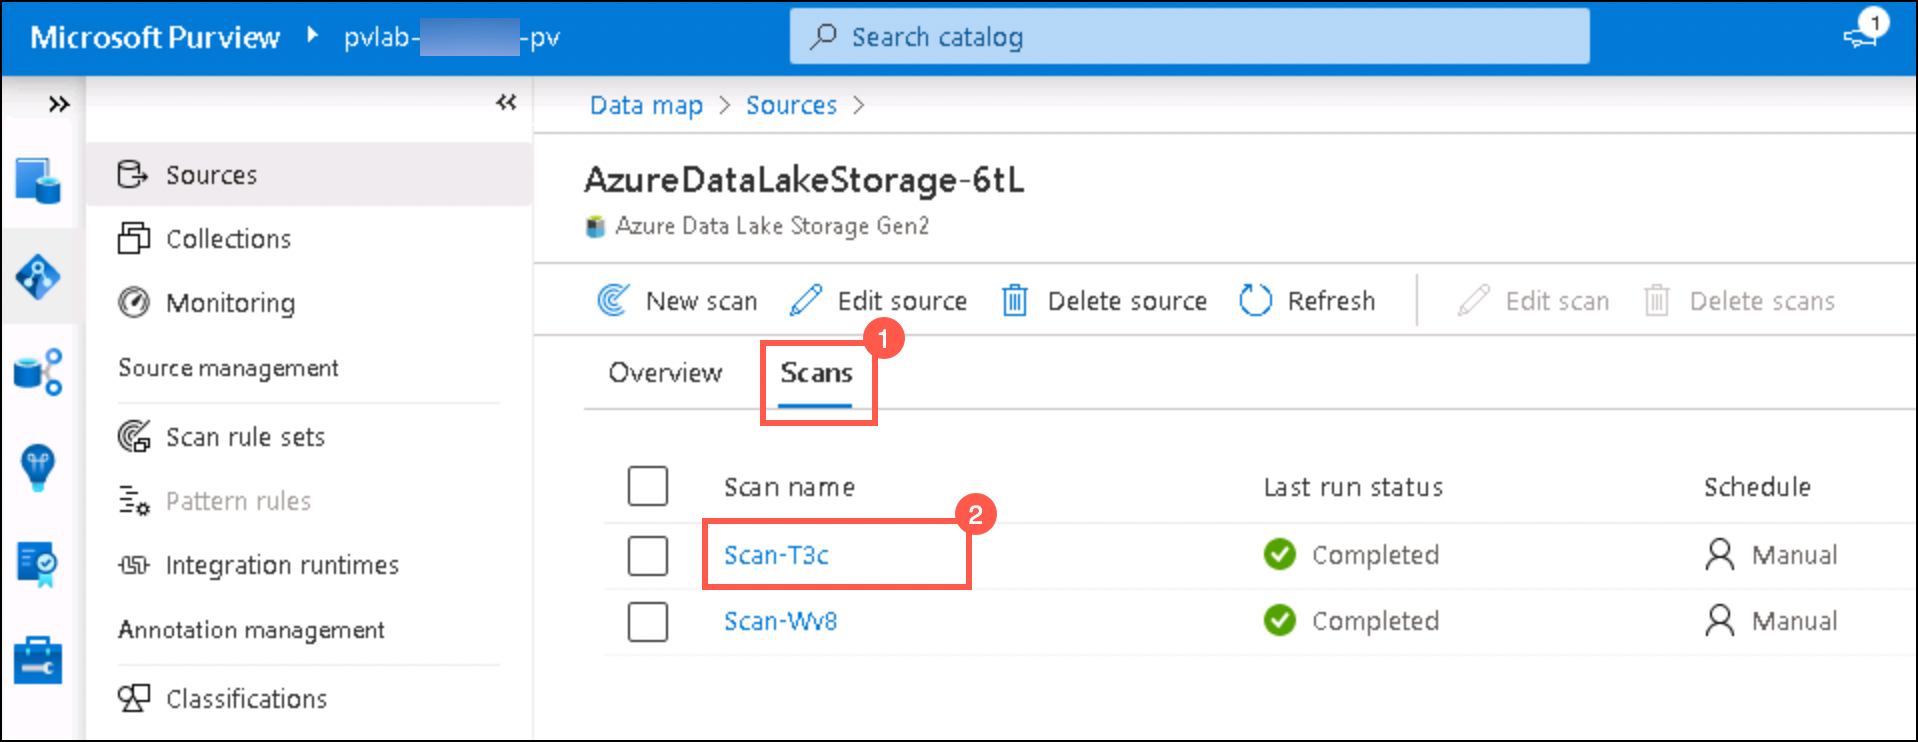 Microsoft Purview pvlab- -pv Search catalog 1
Data map > Sources >
Sources
AzureDataLakeStorage-6tL
Azure Data Lake Storage Gen2
Collections
Monitoring
New scan Edit source Delete source Refresh Edit scan Delete scans
1
Source management
Overview Scans
Scan rule sets
Scan name Last run status Schedule
2
Pattern rules
Scan-T3c Completed Manual
Integration runtimes
Scan-Wv8 Completed Manual
Annotation management
Classifications